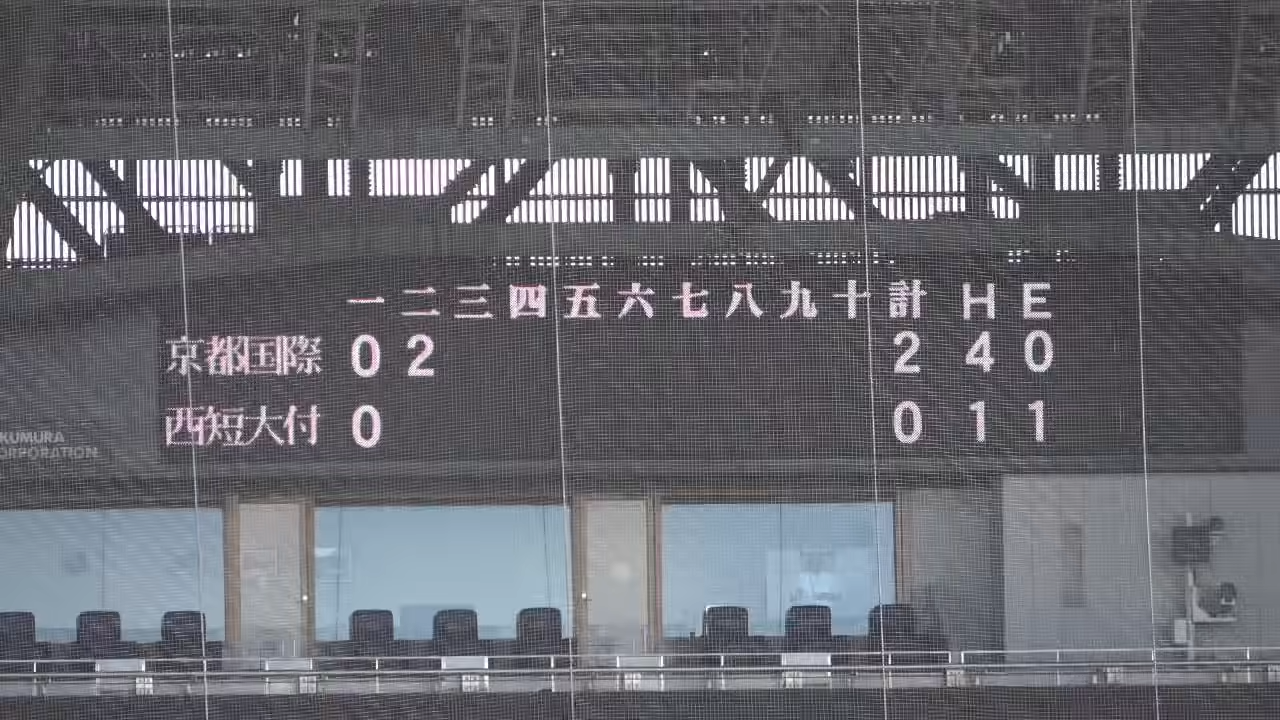 一 二 三 四 五 六 七 八 九 十 計 H E
京都国際 0 2 2 4 0
西短大付 0 0 1 1
KUMURA
ORPORATION